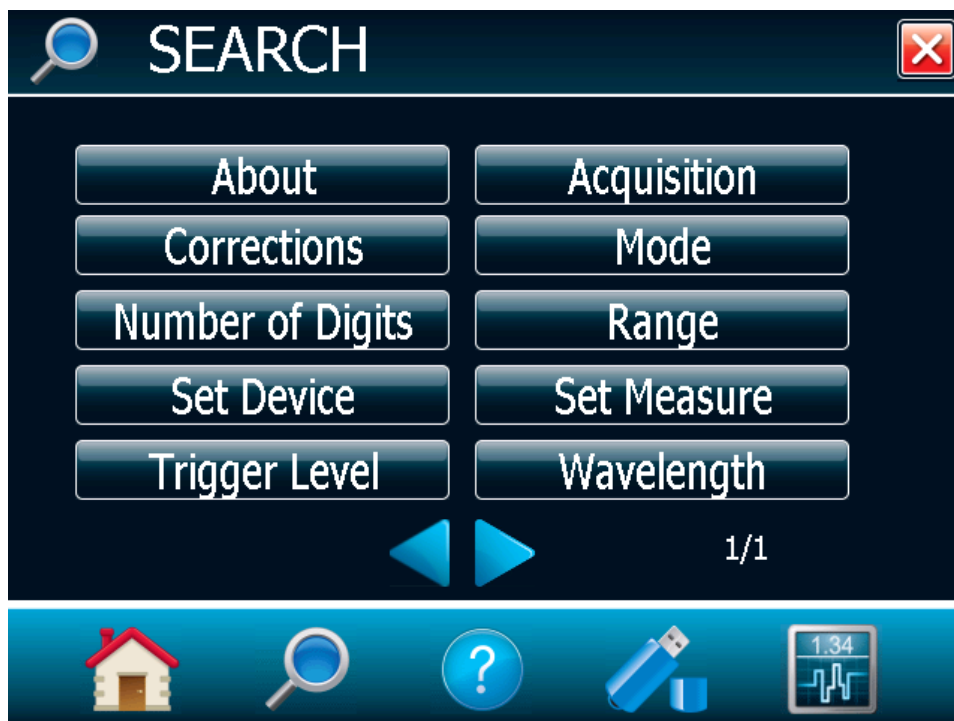 SEARCH
About
Acquisition
Corrections
Mode
Number of Digits
Range
Set Device
Set Measure
Trigger Level
Wavelength
1/1
?
1.34